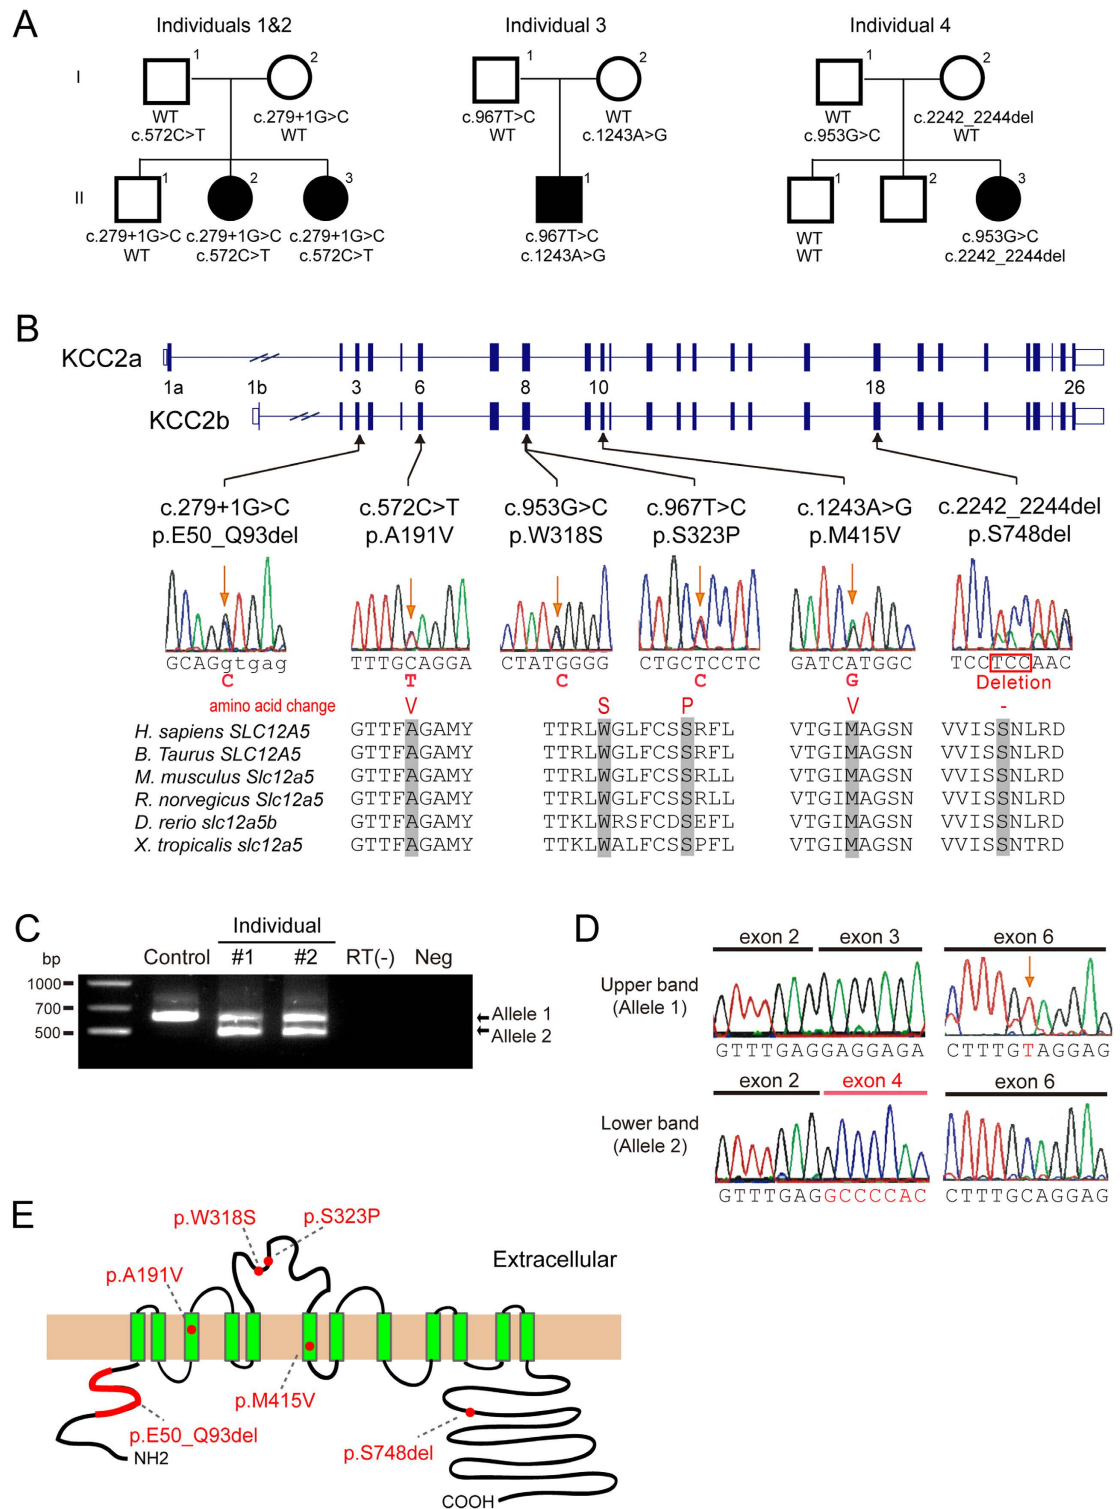 A
Individuals 1&2
Individual 3
Individual 4
I
1
2
1
2
1
2
WT
c.572C>T
c.279+1G>C
WT
c.967T>C
WT
WT
c.1243A>G
WT
c.953G>C
c.2242_2244del
WT
II
1
2
3
1
1
2
3
c.279+1G>C
WT
c.279+1G>C
c.572C>T
c.279+1G>C
c.572C>T
c.967T>C
c.1243A>G
WT
WT
c.953G>C
c.2242_2244del
B
KCC2a
1a 1b 3 6 8 10 18 26
KCC2b
c.279+1G>C
p.E50_Q93del
c.572C>T
p.A191V
c.953G>C
p.W318S
c.967T>C
p.S323P
c.1243A>G
p.M415V
c.2242_2244del
p.S748del
GCAGgtgag TTTGCAGGA CTATGGGG CTGCTCCTC GATCATGGC TCCTCCAAC
C T C C G Deletion
amino acid change V S P V -
H. sapiens SLC12A5 GTTFAGAMY TTRLWGLFCSSRFL VTGIMAGSN VVISSNLRD
B. Taurus SLC12A5 GTTFAGAMY TTRLWGLFCSSRFL VTGIMAGSN VVISSNLRD
M. musculus Slc12a5 GTTFAGAMY TTRLWGLFCSSRLL VTGIMAGSN VVISSNLRD
R. norvegicus Slc12a5 GTTFAGAMY TTRLWGLFCSSRLL VTGIMAGSN VVISSNLRD
D. rerio slc12a5b GTTFAGAMY TTKLWRSFCDSEFL VTGIMAGSN VVISSNLRD
X. tropicalis slc12a5 GTTFAGAMY TTKLWALFCSSPFL VTGIMAGSN VVISSNTRD
C
Individual
bp Control #1 #2 RT(-) Neg
1000
700
500
Allele 1
Allele 2
D
exon 2 exon 3 exon 6
Upper band
(Allele 1)
GTTTGAGGAGGAGA CTTTGTAGGAG
exon 2 exon 4 exon 6
Lower band
(Allele 2)
GTTTGAGGCCCCAC CTTTGCAGGAG
E
p.W318S
p.S323P
Extracellular
p.A191V
p.M415V
p.E50_Q93del
NH2
p.S748del
COOH